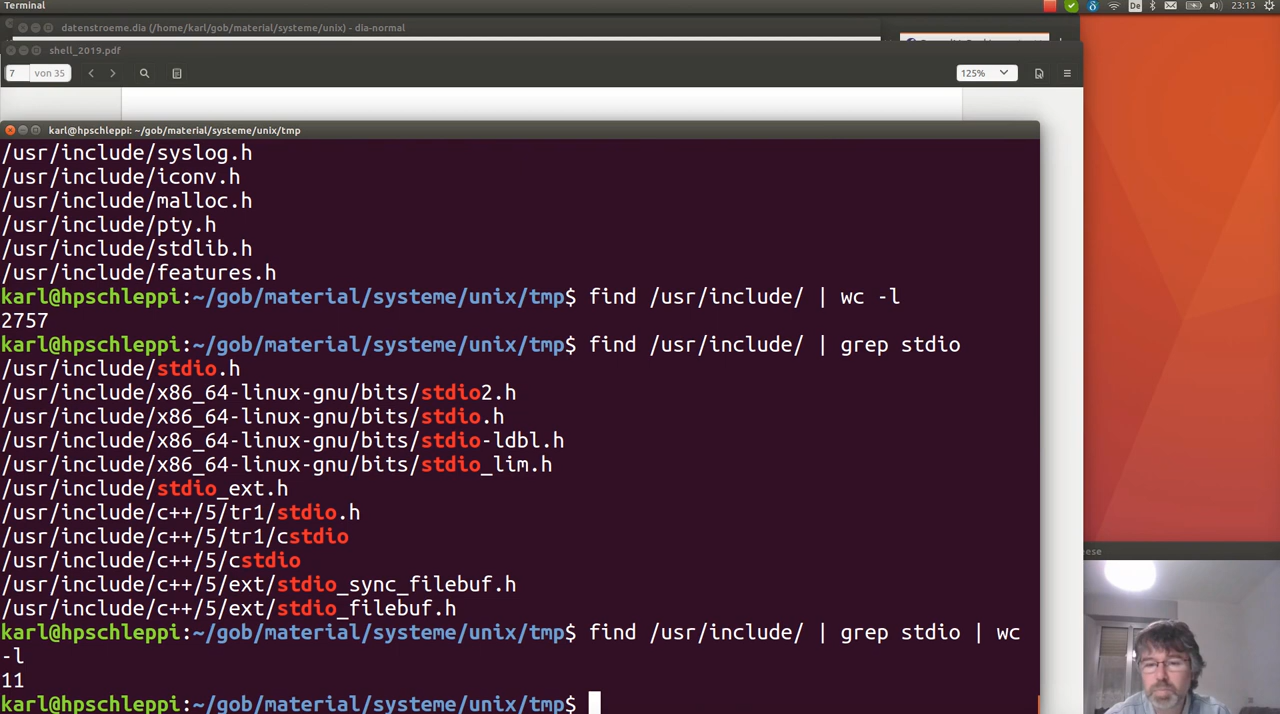 Terminal
De
23:13
datenstroeme.dia (/home/karl/gob/material/systeme/unix) - dia-normal
shell_2019.pdf
7 von 35
125%
karl@hpschleppi: ~/gob/material/systeme/unix/tmp
/usr/include/syslog.h
/usr/include/iconv.h
/usr/include/malloc.h
/usr/include/pty.h
/usr/include/stdlib.h
/usr/include/features.h
karl@hpschleppi:~/gob/material/systeme/unix/tmp$ find /usr/include/ | wc -l
2757
karl@hpschleppi:~/gob/material/systeme/unix/tmp$ find /usr/include/ | grep stdio
/usr/include/stdio.h
/usr/include/x86_64-linux-gnu/bits/stdio2.h
/usr/include/x86_64-linux-gnu/bits/stdio.h
/usr/include/x86_64-linux-gnu/bits/stdio-ldbl.h
/usr/include/x86_64-linux-gnu/bits/stdio_lim.h
/usr/include/stdio_ext.h
/usr/include/c++/5/tr1/stdio.h
/usr/include/c++/5/tr1/cstdio
/usr/include/c++/5/cstdio
/usr/include/c++/5/ext/stdio_sync_filebuf.h
/usr/include/c++/5/ext/stdio_filebuf.h
karl@hpschleppi:~/gob/material/systeme/unix/tmp$ find /usr/include/ | grep stdio | wc
-l
11
karl@hpschleppi:~/gob/material/systeme/unix/tmp$
eese